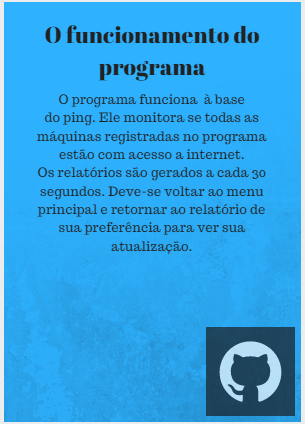 O funcionamento do
programa
O programa funciona à base
do ping. Ele monitora se todas as
máquinas registradas no programa
estão com acesso a internet.
Os relatórios são gerados a cada 30
segundos. Deve-se voltar ao menu
principal e retornar ao relatório de
sua preferência para ver sua
atualização.